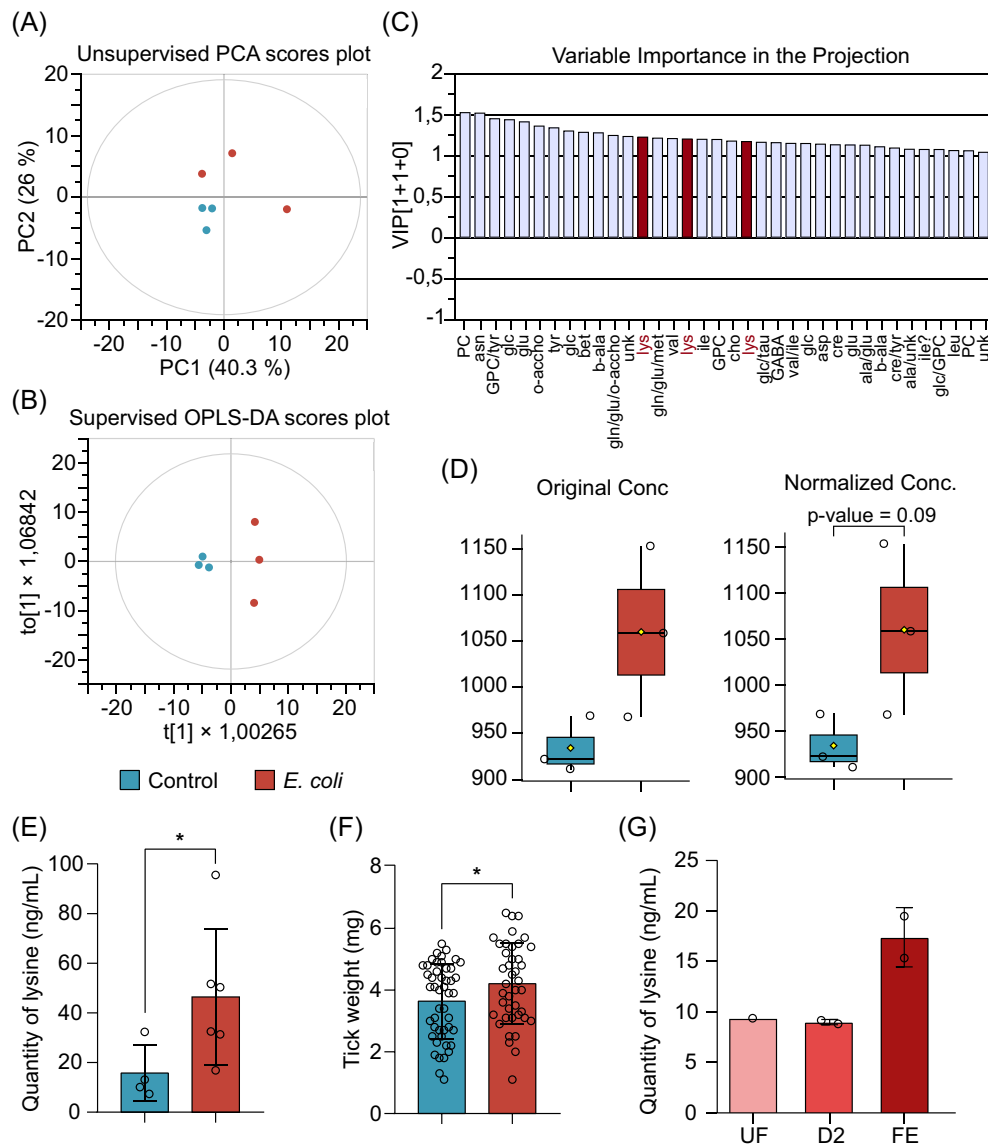 (A)
Unsupervised PCA scores plot
20
10
0
-10
-20
PC2 (26 %)
-20
-10
0
10
20
PC1 (40.3 %)
(B)
Supervised OPLS-DA scores plot
20
10
0
-10
-20
to[1] × 1,06842
-20
-10
0
10
20
t[1] × 1,00265
Control
E. coli
(C)
Variable Importance in the Projection
2
1,5
1
0,5
0
-0,5
-1
VIP[1+1+0]
PC
asn
GPC/tyr
glc
glu
o-accho
tyr
glc
bet
b-ala
gln/glu/o-accho
unk
lys
gln/glu/met
val
lys
ile
GPC
cho
lys
glc/tau
GABA
val/ile
glc
asp
cre
glu
ala/glu
b-ala
cre/tyr
ala/unk
ile?
glc/GPC
leu
PC
unk
(D)
Original Conc
1150
1100
1050
1000
950
900
Normalized Conc.
p-value = 0.09
1150
1100
1050
1000
950
900
(E)
*
100
80
60
40
20
0
Quantity of lysine (ng/mL)
(F)
*
8
6
4
2
0
Tick weight (mg)
(G)
25
20
15
10
5
0
Quantity of lysine (ng/mL)
UF
D2
FE